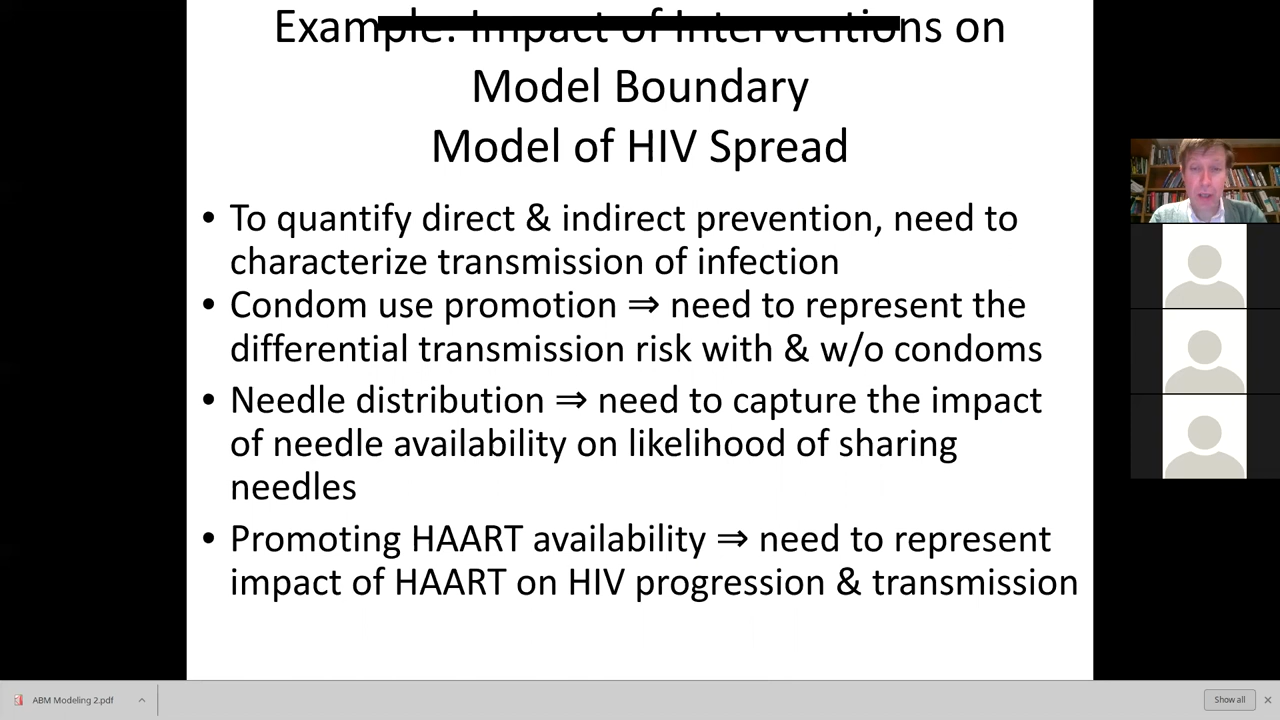 Example: Impact of Interventions on
Model Boundary
Model of HIV Spread
• To quantify direct & indirect prevention, need to
characterize transmission of infection
• Condom use promotion ⇒ need to represent the
differential transmission risk with & w/o condoms
• Needle distribution ⇒ need to capture the impact
of needle availability on likelihood of sharing
needles
• Promoting HAART availability ⇒ need to represent
impact of HAART on HIV progression & transmission
ABM Modeling 2.pdf
Show all